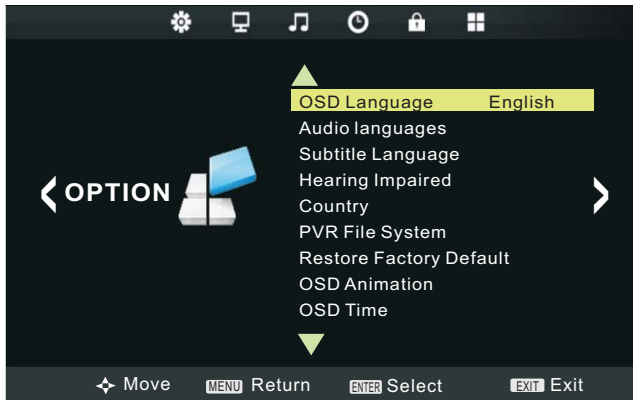 OSD Language English
Audio languages
Subtitle Language
Hearing Impaired
OPTION
Country
PVR File System
Restore Factory Default
OSD Animation
OSD Time
Move MENU Return ENTER Select EXIT Exit